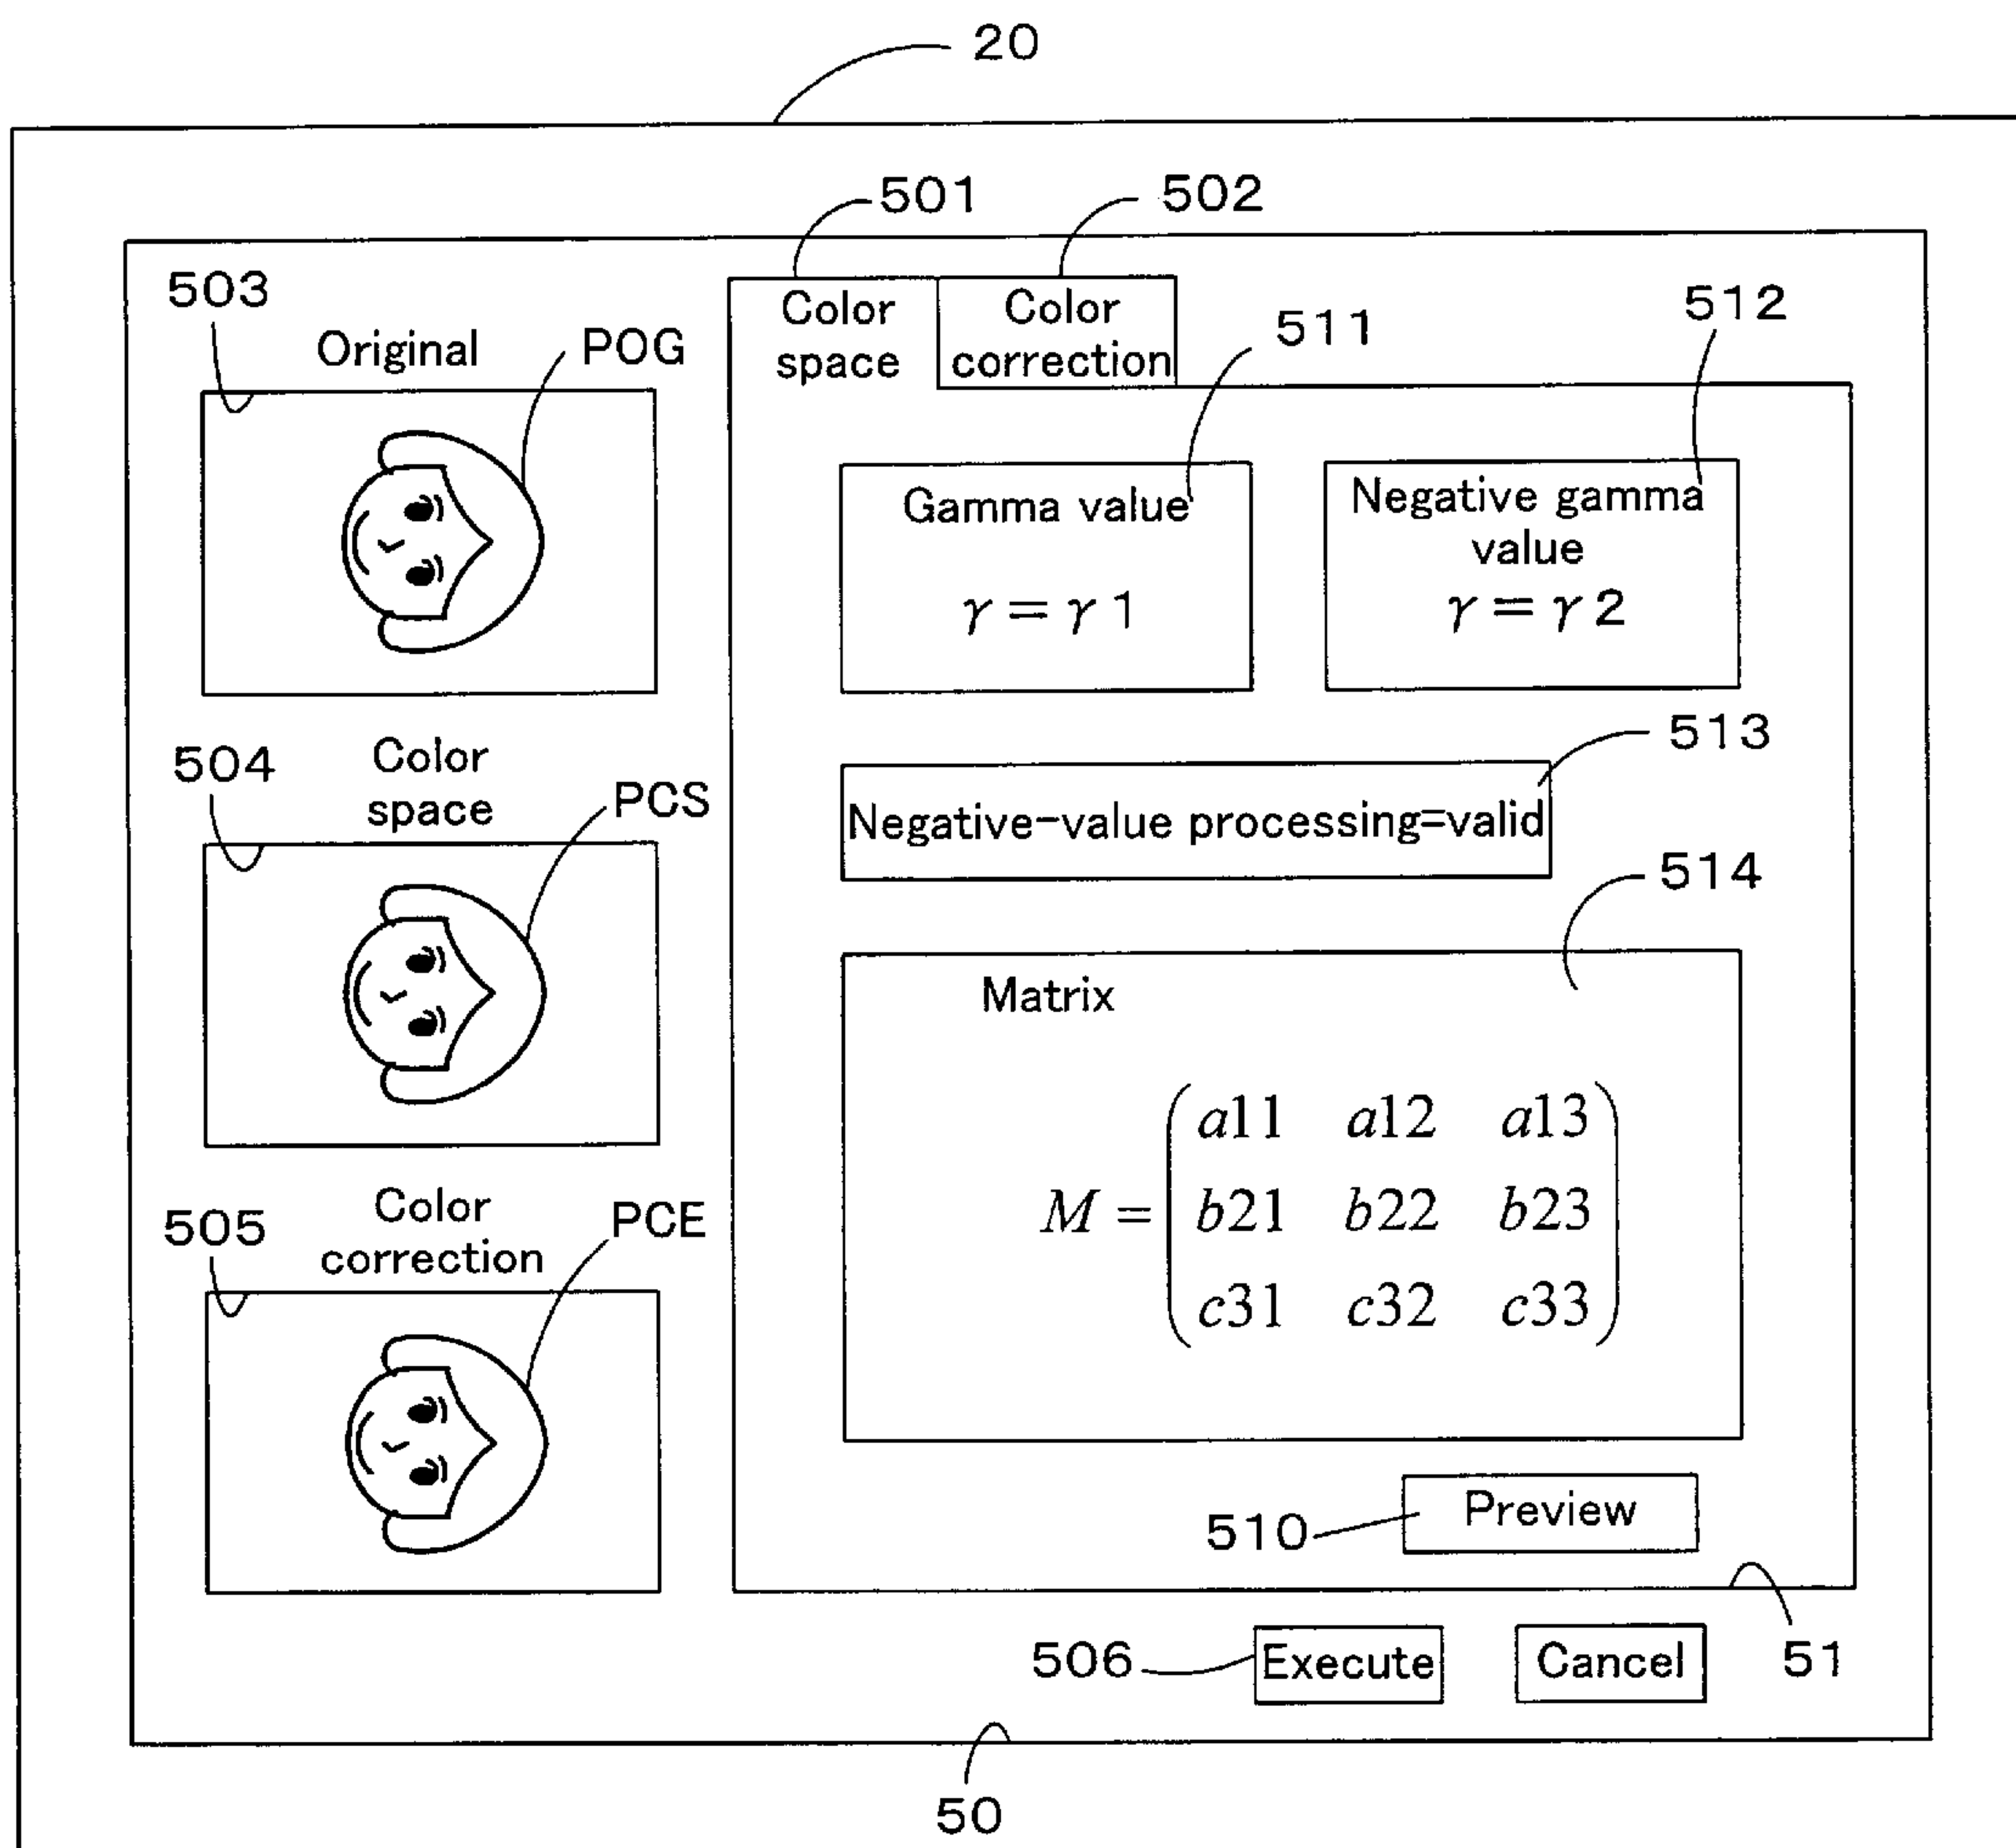 20
501
502
503
Original
POG
Color
space
Color
correction
511
512
Gamma value
γ = γ 1
Negative gamma
value
γ = γ 2
504
Color
space
PCS
513
Negative-value processing=valid
514
Matrix
M = ( a11 a12 a13
b21 b22 b23
c31 c32 c33 )
505
Color
correction
PCE
510
Preview
506
Execute
Cancel
51
50